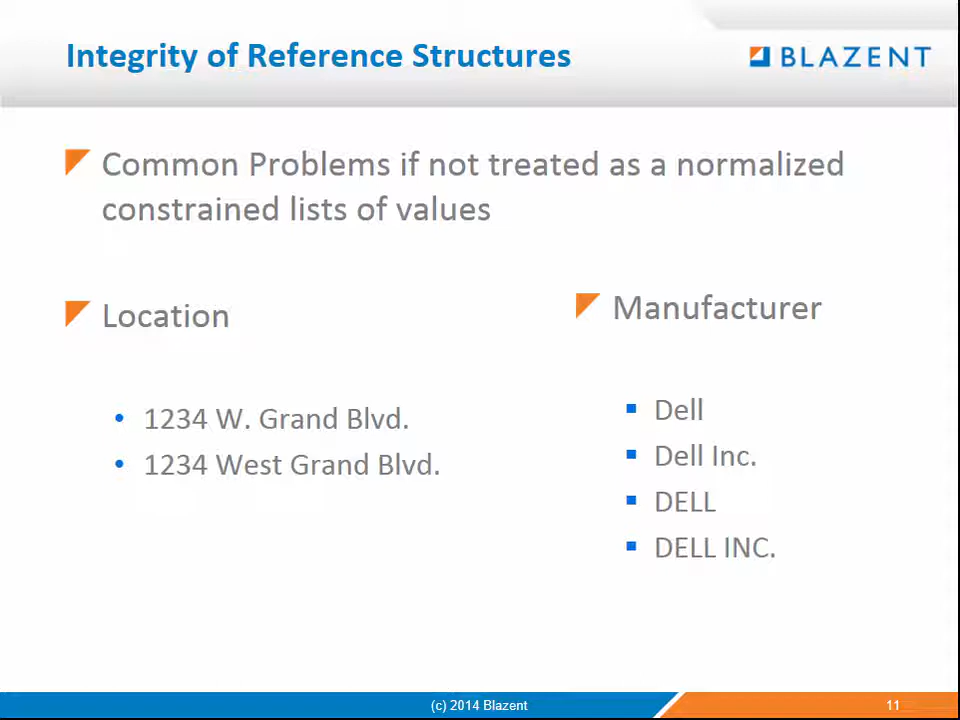 Integrity of Reference Structures
BLAZENT
Common Problems if not treated as a normalized
constrained lists of values
Location
1234 W. Grand Blvd.
1234 West Grand Blvd.
Manufacturer
Dell
Dell Inc.
DELL
DELL INC.
(c) 2014 Blazent
11